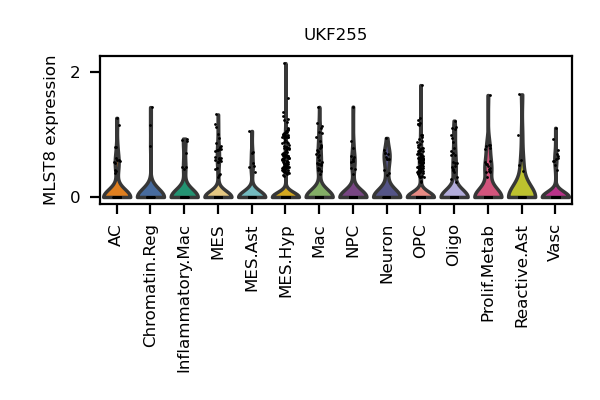 UKF255
MLST8 expression
2
0
AC
Chromatin.Reg
Inflammatory.Mac
MES
MES.Ast
MES.Hyp
Mac
NPC
Neuron
OPC
Oligo
Prolif.Metab
Reactive.Ast
Vasc